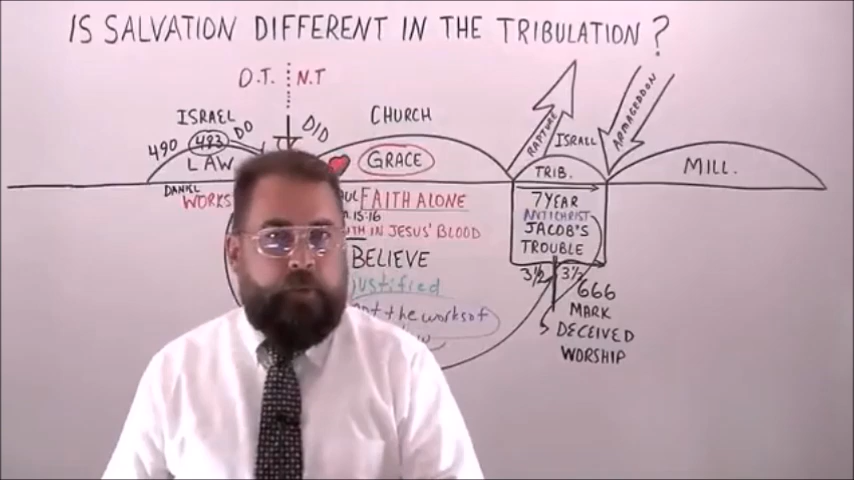 IS SALVATION DIFFERENT IN THE TRIBULATION?
O.T. N.T
ISRAEL
490 483 DO
LAW
DANIEL
WORKS
D/D
CHURCH
GRACE
FAITH ALONE
15:16
IN JESUS' BLOOD
BELIEVE
justified
the works of
RAPTURE
ISRAEL
ARMAGEDDON
TRIB.
7 YEAR
ANTICHRIST
JACOB'S
TROUBLE
3½ 3½
666
MARK
DECEIVED
WORSHIP
MILL.